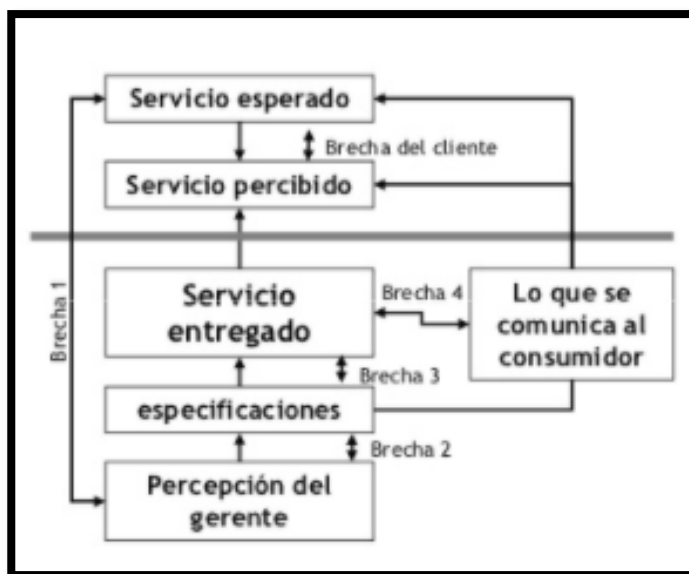 Servicio esperado
Brecha del cliente
Servicio percibido
Brecha 1
Servicio
entregado
Brecha 4
Lo que se
comunica al
consumidor
Brecha 3
especificaciones
Brecha 2
Percepción del
gerente